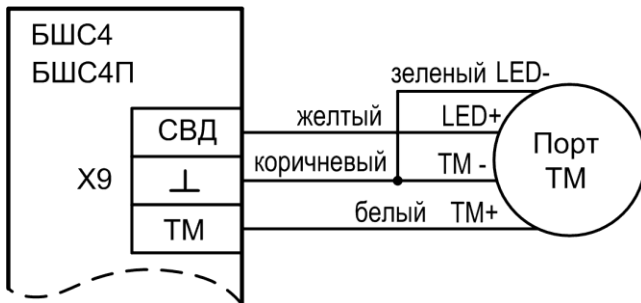 БШС4
БШС4П
зеленый LED-
СВД желтый LED+
X9 ⊥ коричневый TM -
Порт
ТМ
ТМ белый TM+